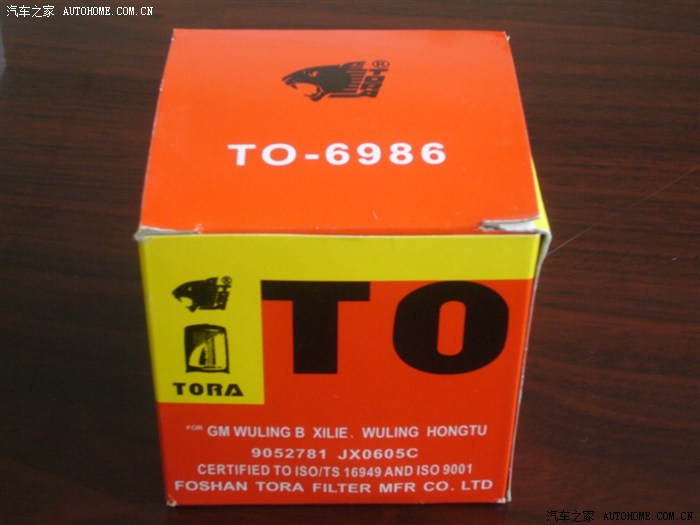 汽车之家 AUTOHOME.COM.CN
TORA®
TO-6986
TORA®
TO
TORA
FOR GM WULING B XILIE、WULING HONGTU
9052781 JX0605C
CERTIFIED TO ISO/TS 16949 AND ISO 9001
FOSHAN TORA FILTER MFR CO. LTD
汽车之家 AUTOHOME.COM.CN